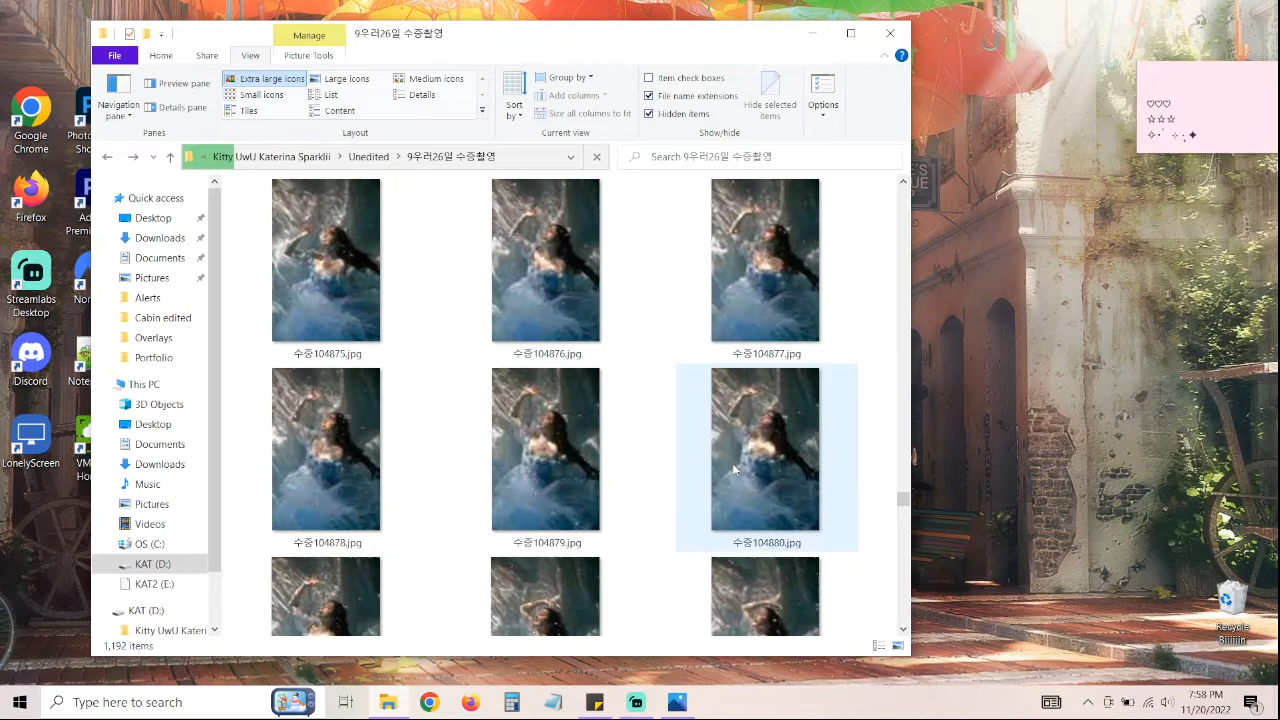 Manage
9우러26일 수중촬영
File
Home
Share
View
Picture Tools
Navigation pane
Preview pane
Details pane
Panes
Extra large icons
Large icons
Medium icons
Small icons
List
Details
Tiles
Content
Layout
Sort by
Group by
Add columns
Size all columns to fit
Current view
Item check boxes
File name extensions
Hidden items
Hide selected items
Show/hide
Options
« Kitty UwU Katerina Sparklii > Unedited > 9우러26일 수중촬영
Search 9우러26일 수중촬영
Quick access
Desktop
Downloads
Documents
Pictures
Alerts
Cabin edited
Overlays
Portfolio
This PC
3D Objects
Desktop
Documents
Downloads
Music
Pictures
Videos
OS (C:)
KAT (D:)
KAT2 (E:)
KAT (D:)
Kitty UwU Kateri
수중104875.jpg
수중104876.jpg
수중104877.jpg
수중104878.jpg
수중104879.jpg
수중104880.jpg
1,192 items
Google Chrome
Firefox
Streamlabs Desktop
Discord
LonelyScreen
Photo
Premie
Note
VM
♡♡♡
☆☆☆
Recycle Biiiiiin
Type here to search
7:58 PM
11/20/2022